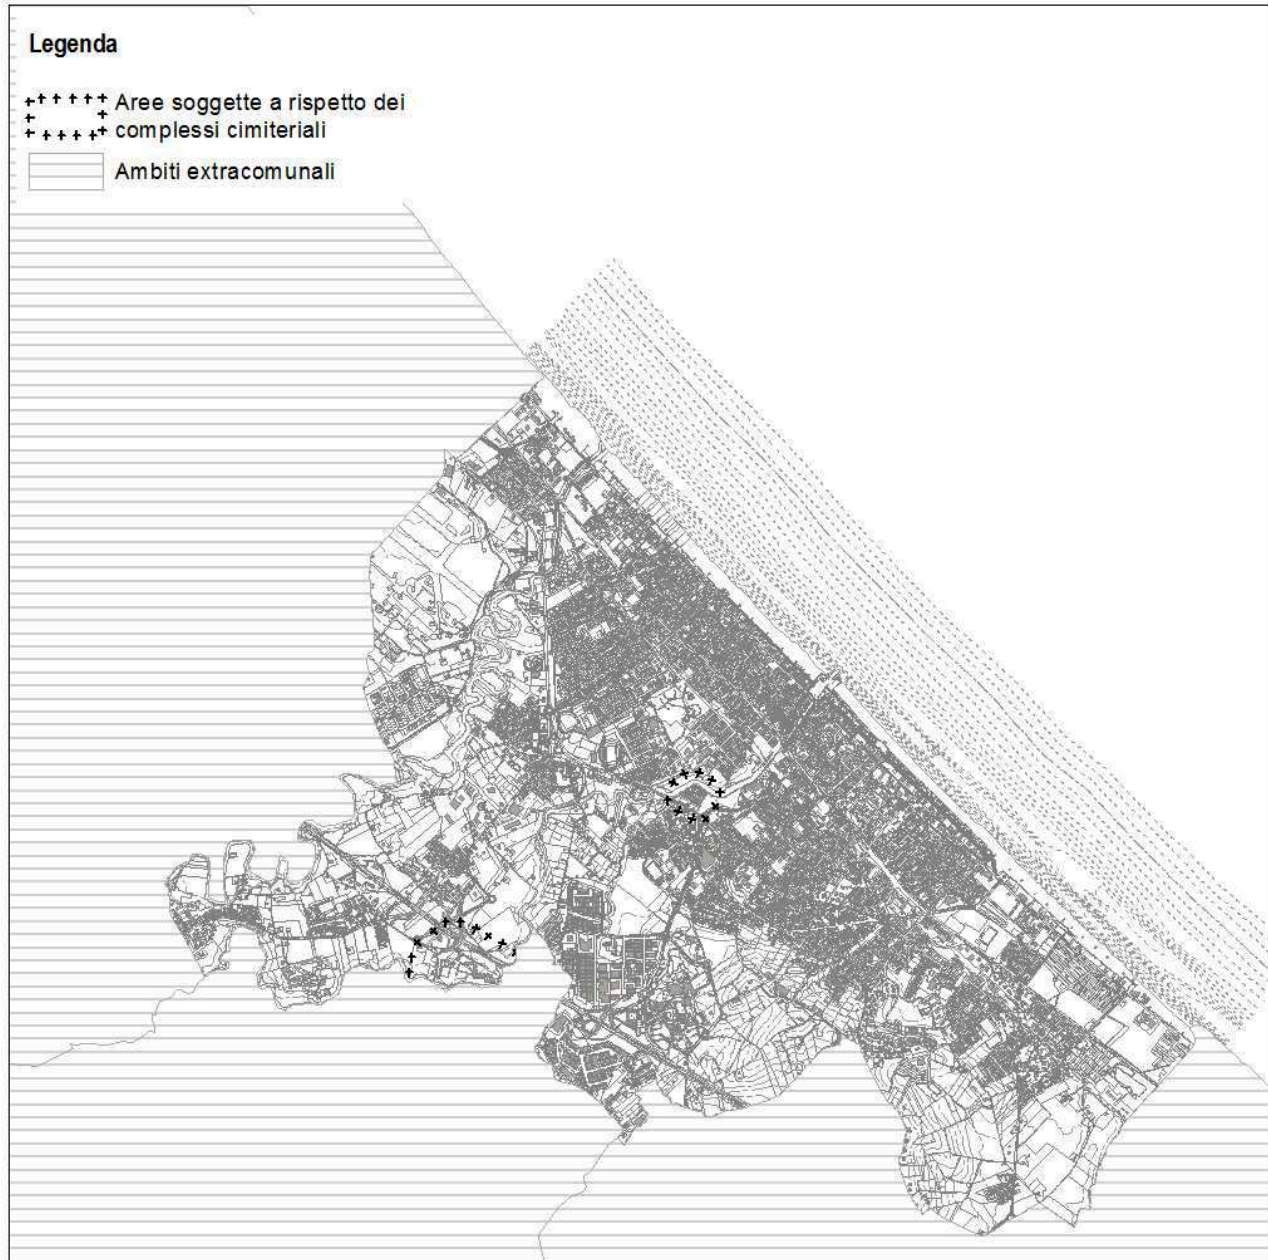 Legenda
Aree soggette a rispetto dei
complessi cimiteriali
Ambiti extracomunali